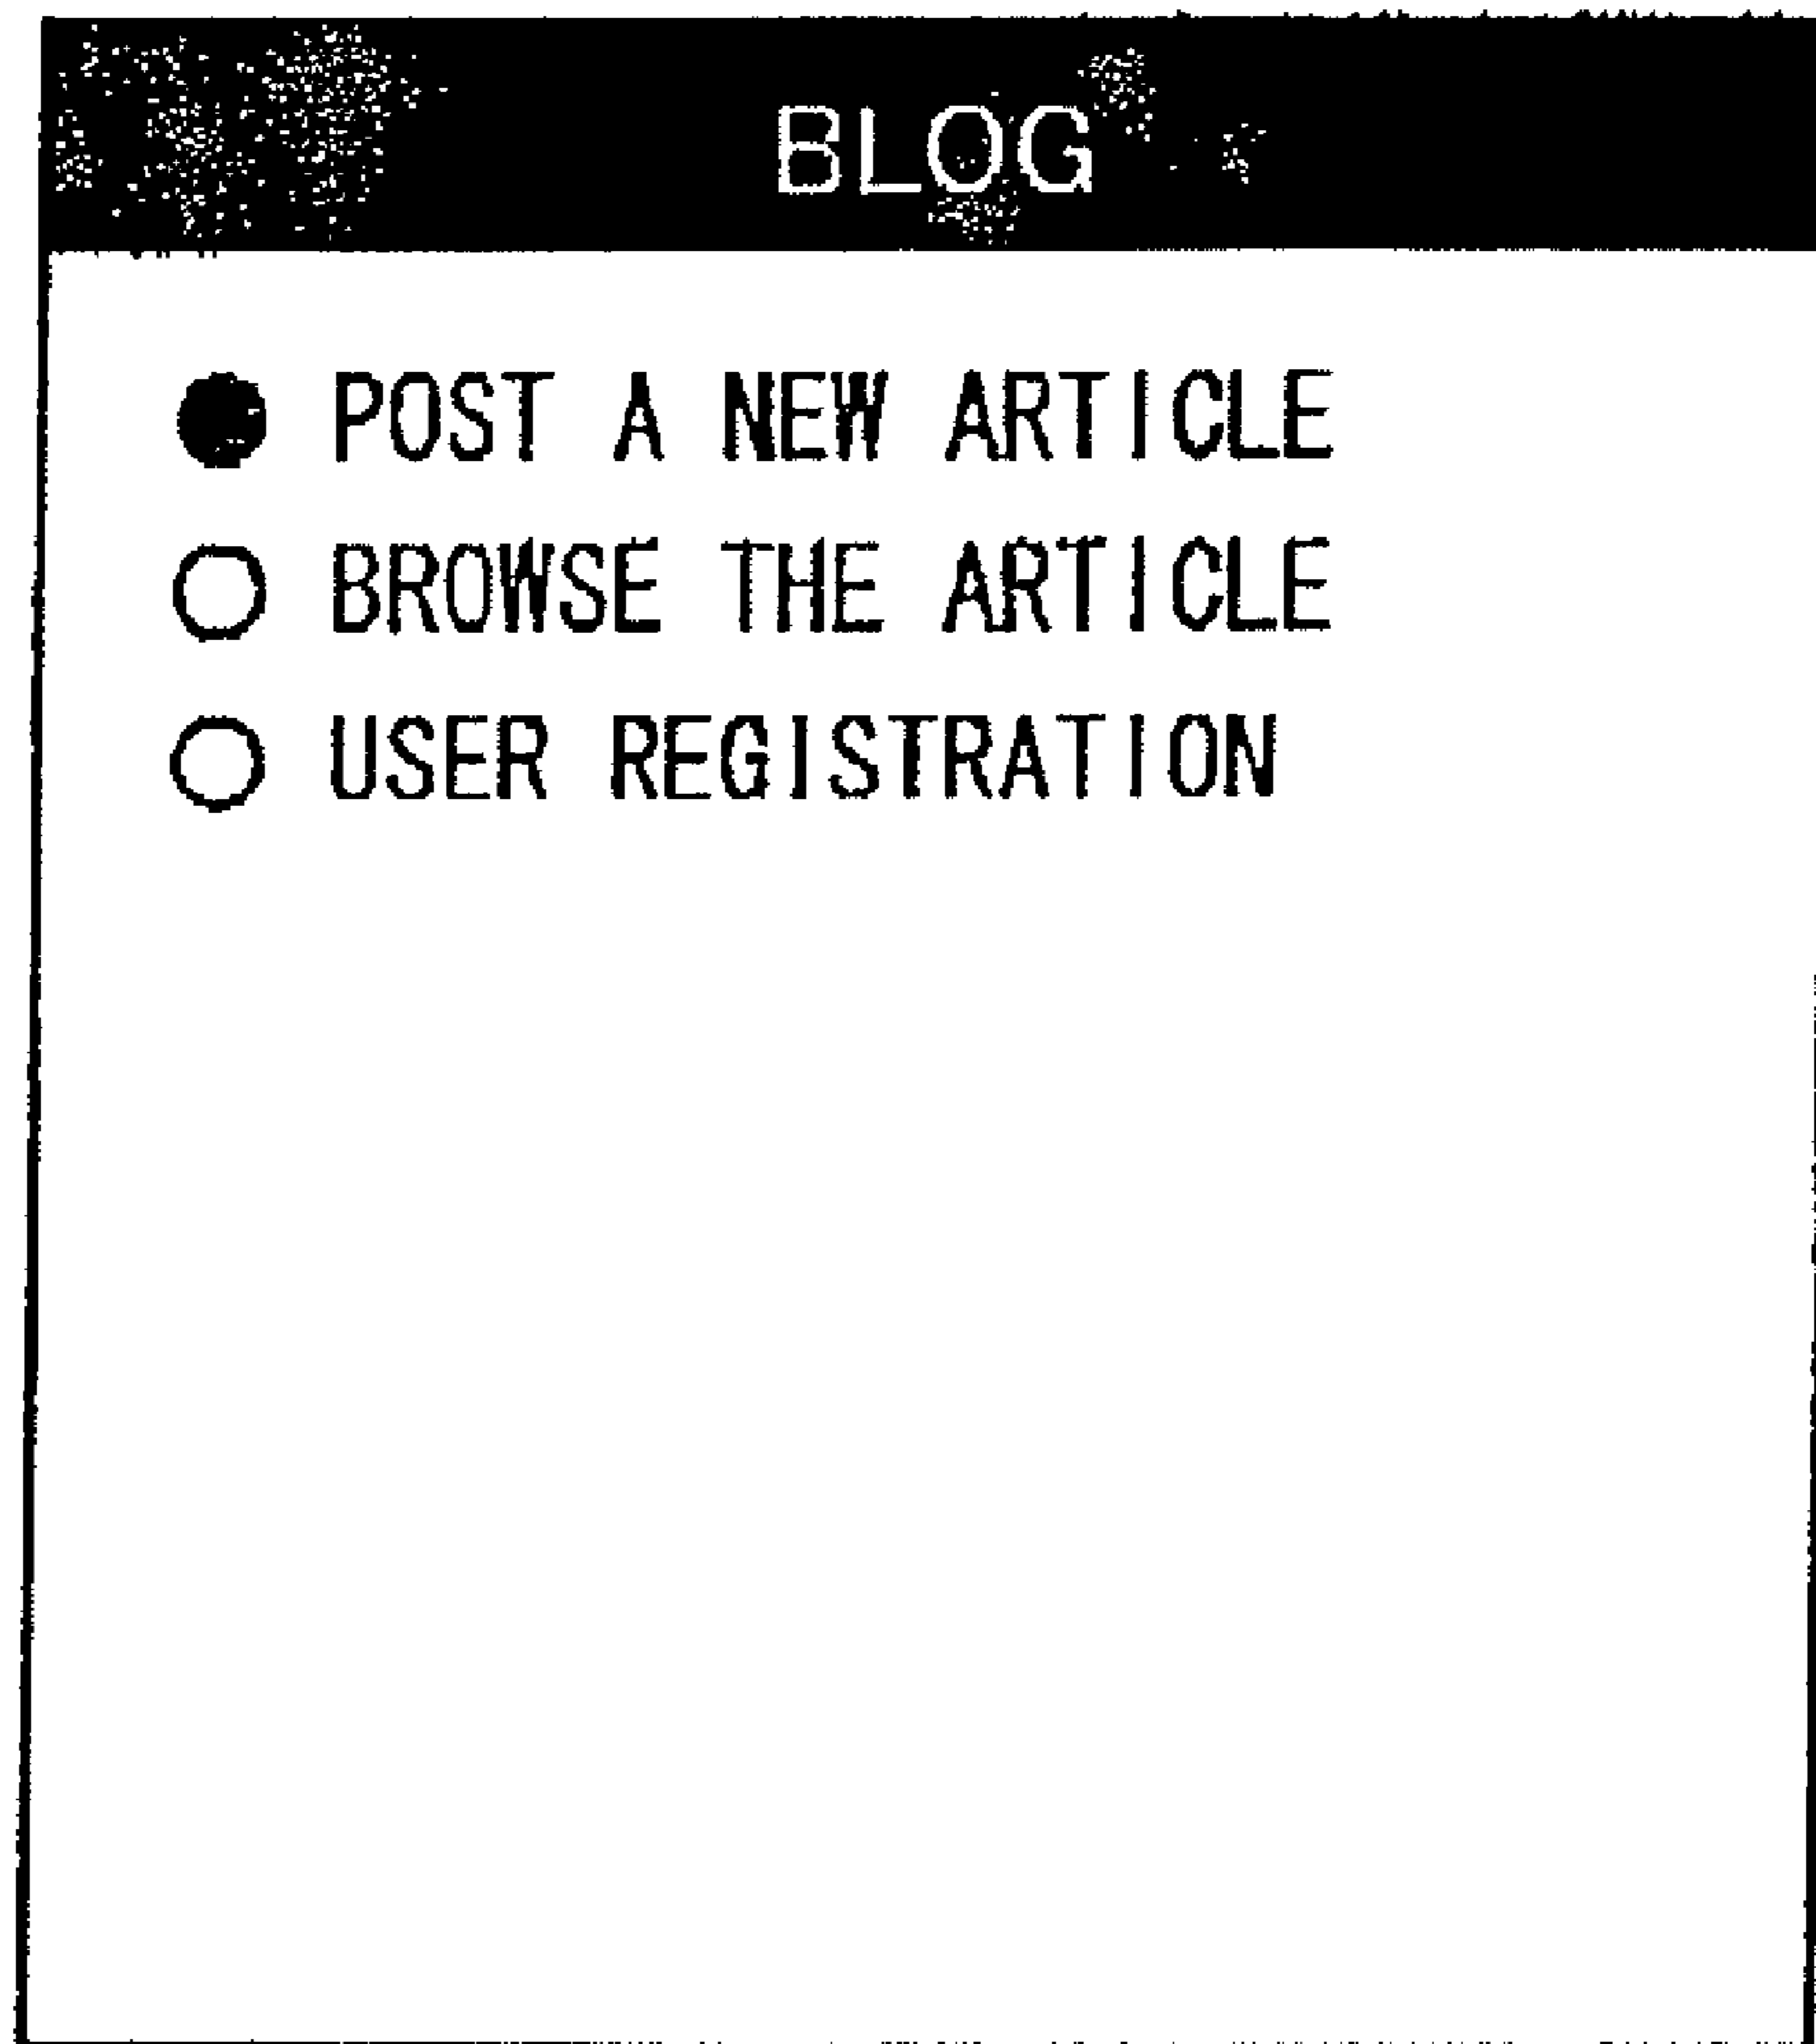 BLOG
POST A NEW ARTICLE
BROWSE THE ARTICLE
USER REGISTRATION